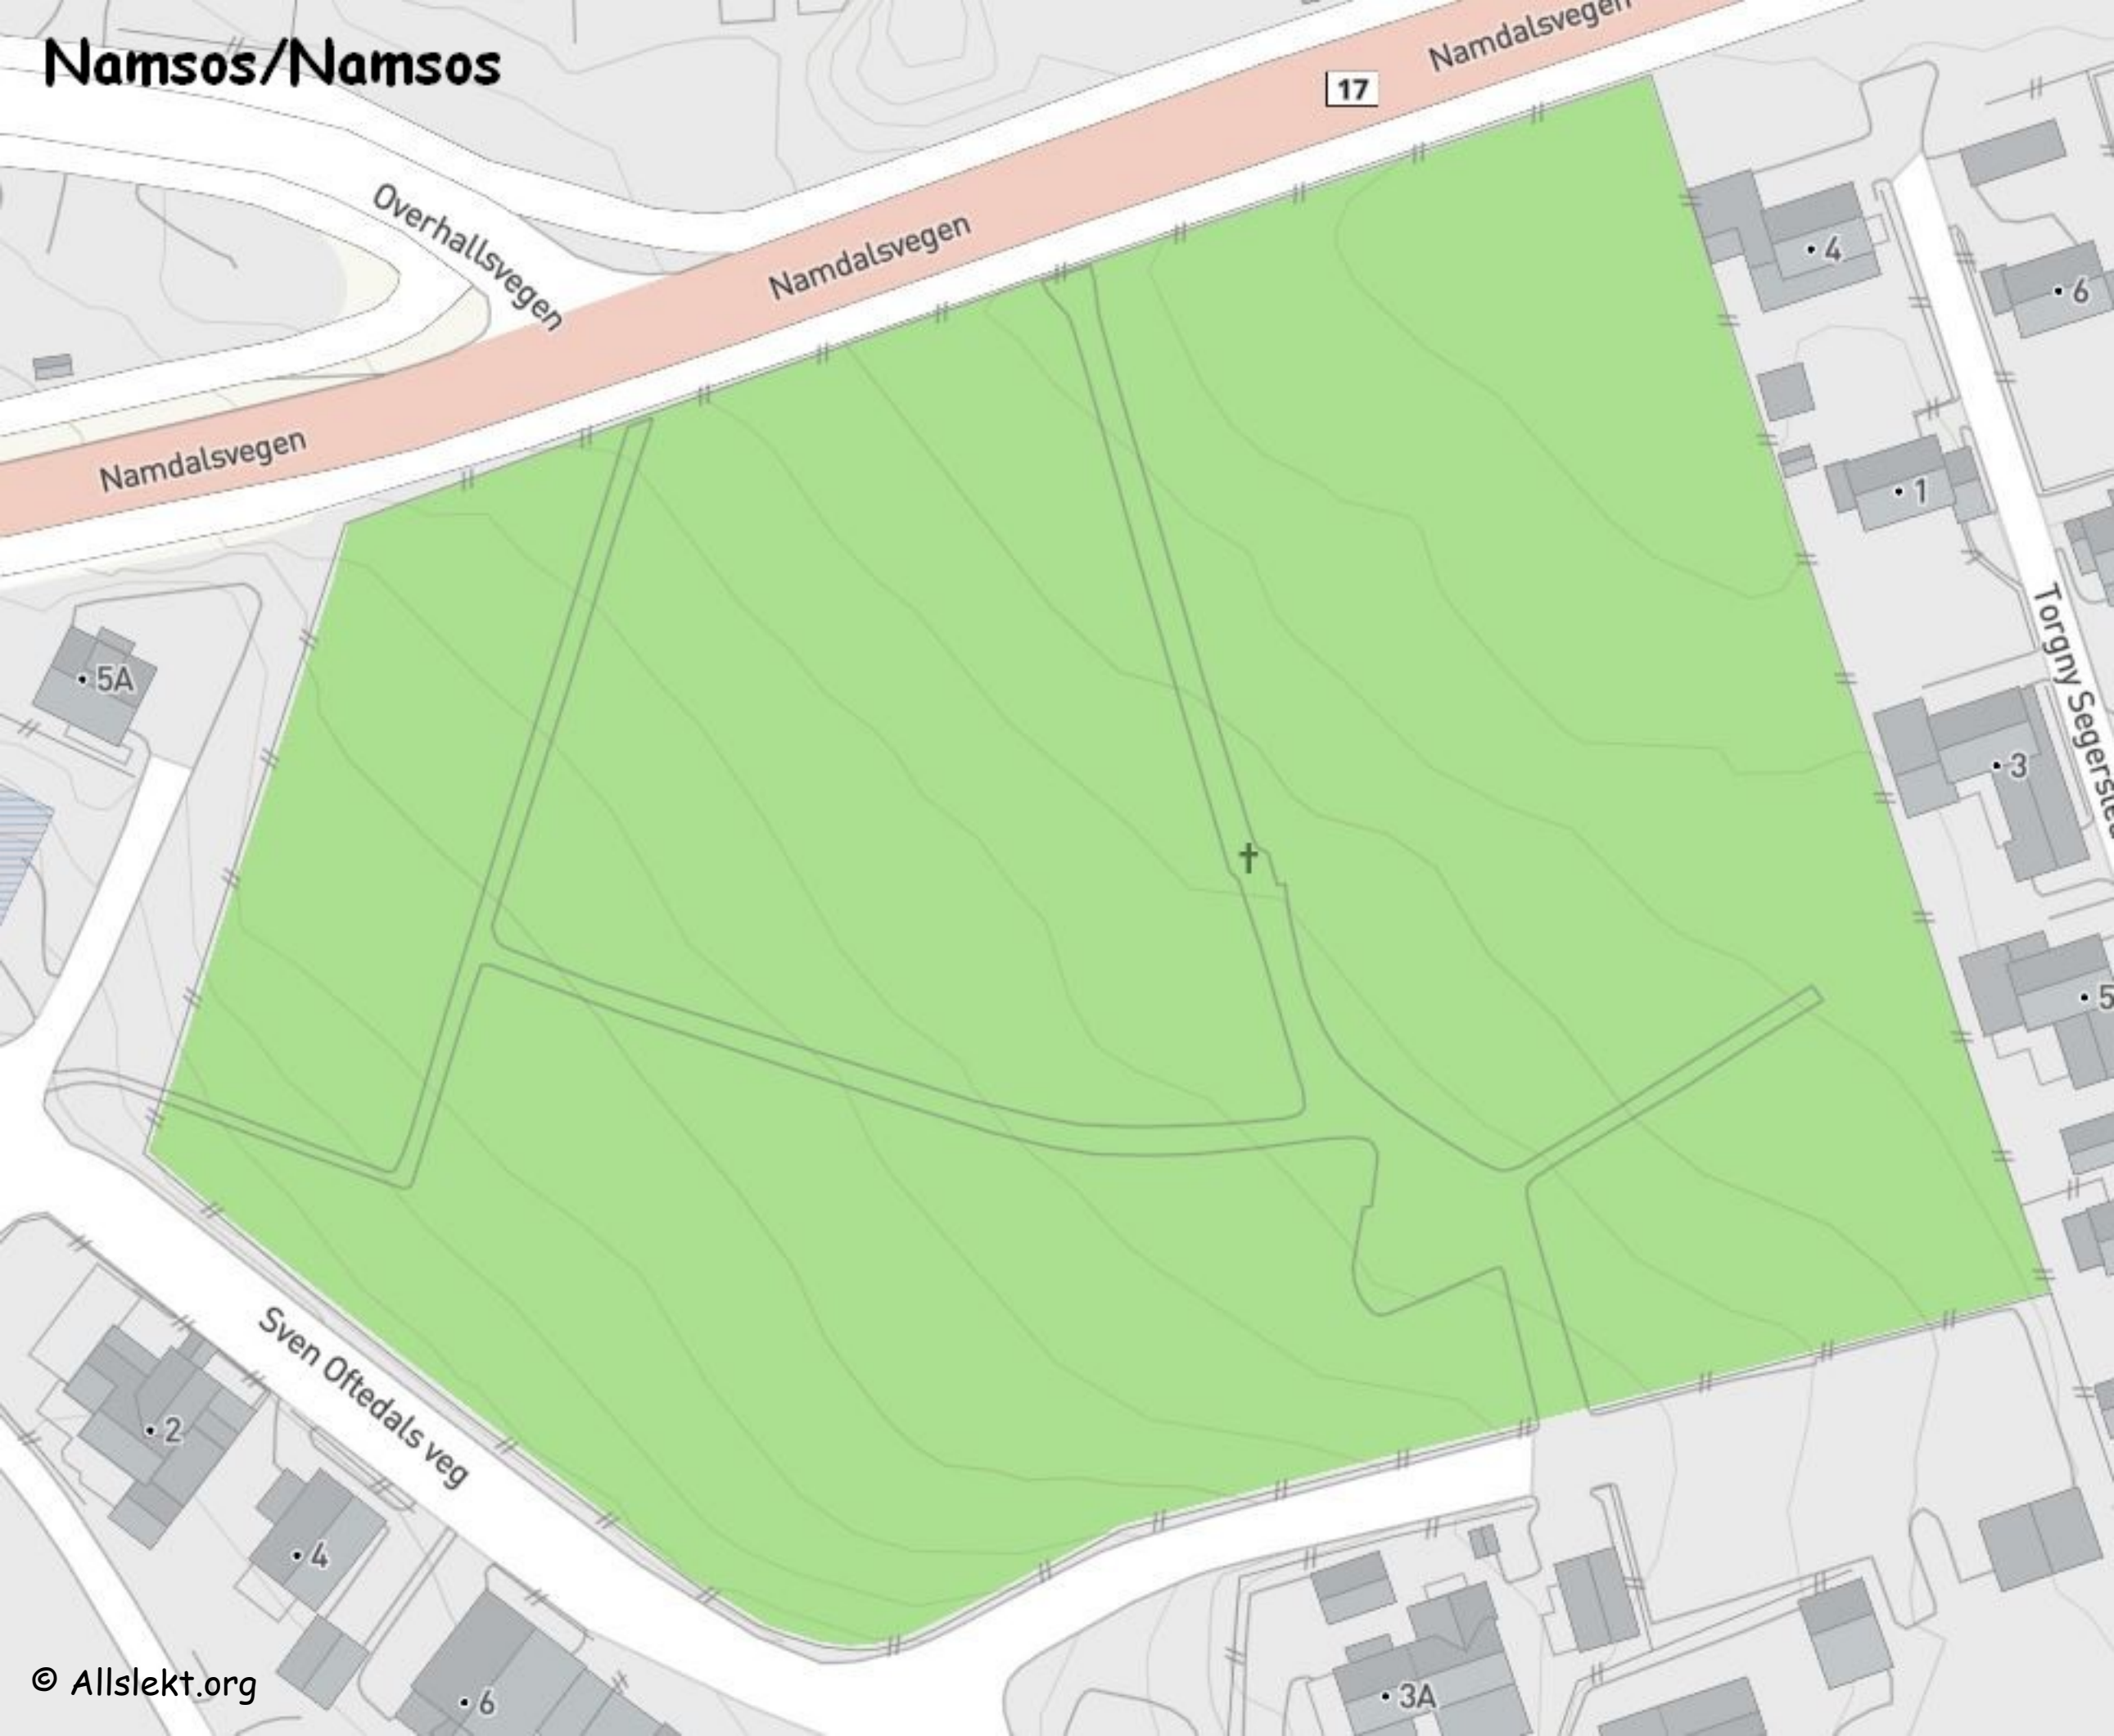 Namsos/Namsos
Namdalsvegen
17
Overhallsvegen
Namdalsvegen
4
6
Namdalsvegen
1
5A
Torgny Segerste
3
5
Sven Oftedals veg
2
4
6
3A
© Allslekt.org